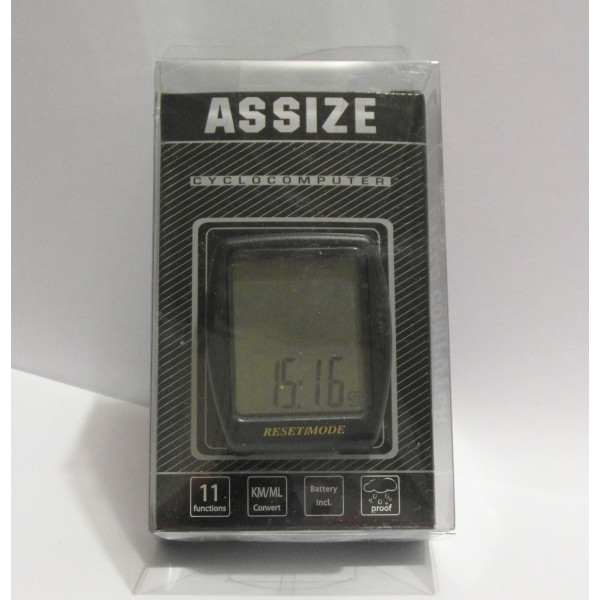 ASSIZE
CYCLOCOMPUTER
15:16
RESET/MODE
11 functions
KM/ML Convert
Battery Incl.
proof